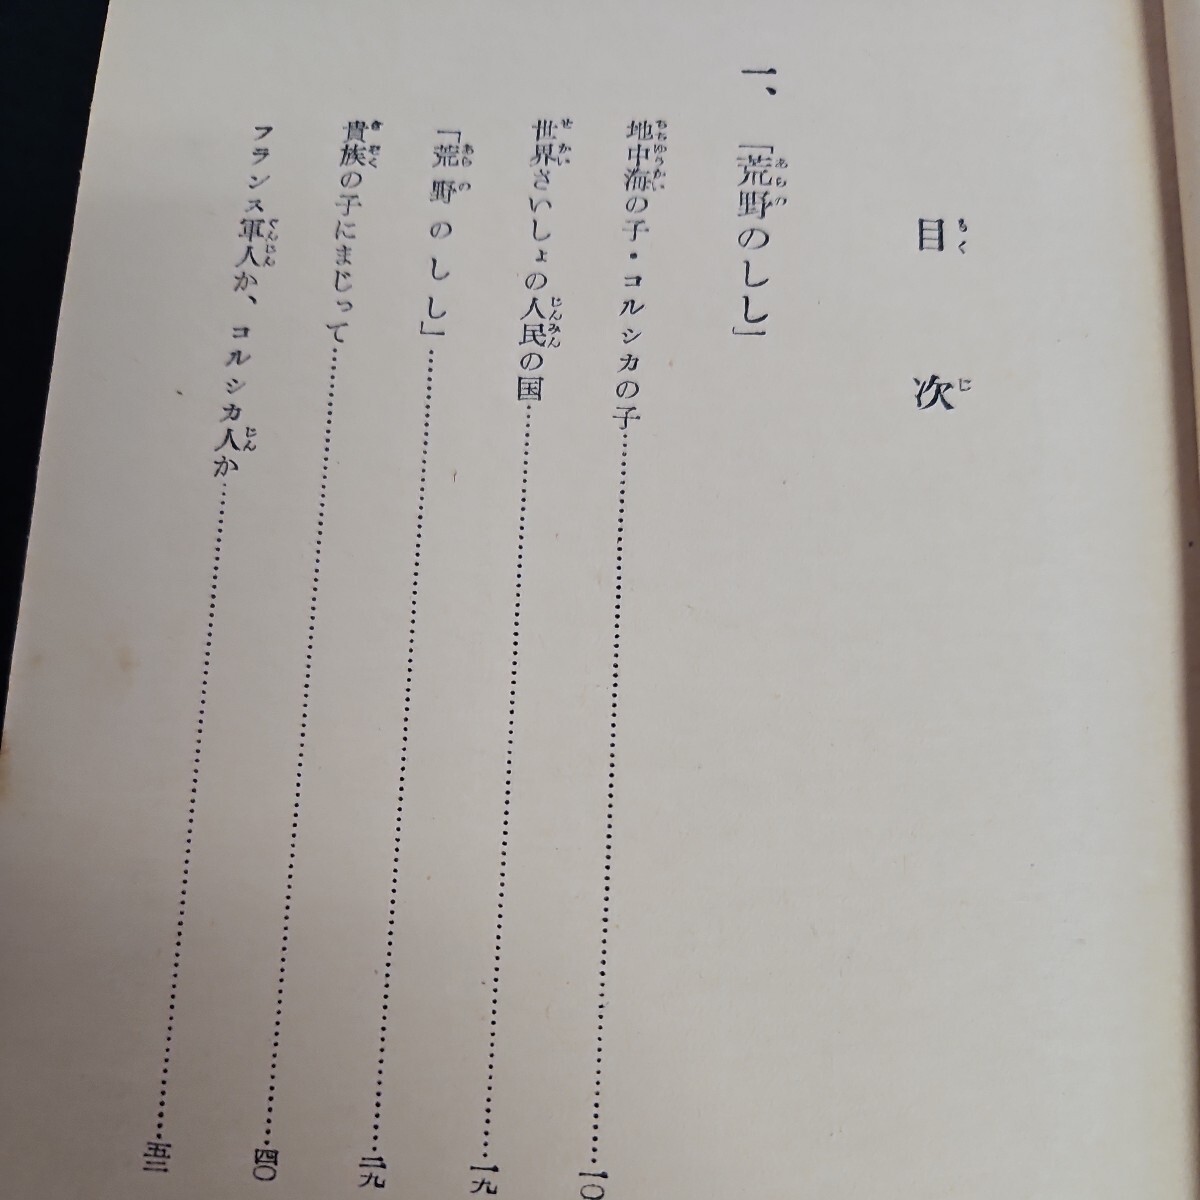 目次
一、「荒野のしし」
地中海の子・コルシカの子……一〇
世界さいしょの人民の国……一九
「荒野のしし」……二九
貴族の子にまじって……四〇
フランス軍人か、コルシカ人か……五三